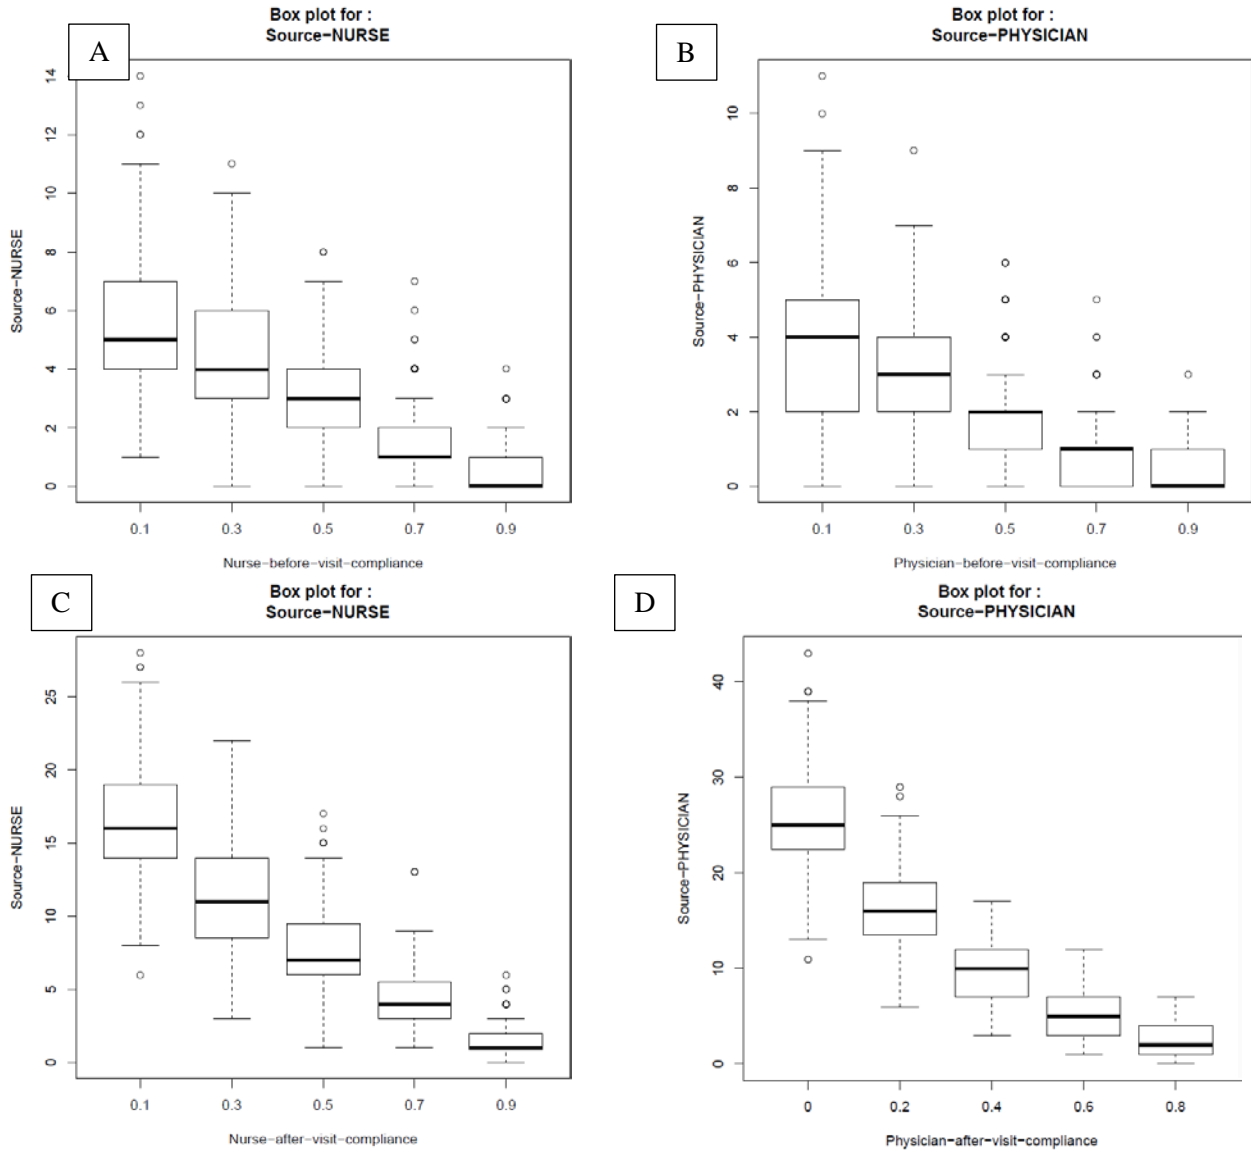 A
Box plot for :
Source−NURSE
Source−NURSE
14
12
10
8
6
4
2
0
0.1 0.3 0.5 0.7 0.9
Nurse−before−visit−compliance
B
Box plot for :
Source−PHYSICIAN
Source−PHYSICIAN
10
8
6
4
2
0
0.1 0.3 0.5 0.7 0.9
Physician−before−visit−compliance
C
Box plot for :
Source−NURSE
Source−NURSE
25
20
15
10
5
0
0.1 0.3 0.5 0.7 0.9
Nurse−after−visit−compliance
D
Box plot for :
Source−PHYSICIAN
Source−PHYSICIAN
40
30
20
10
0
0 0.2 0.4 0.6 0.8
Physician−after−visit−compliance